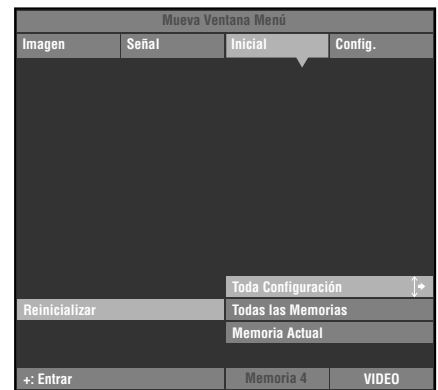 Mueva Ventana Menú
Imagen Señal Inicial Config.
Toda Configuración
Reinicializar Todas las Memorias
Memoria Actual
+: Entrar Memoria 4 VIDEO